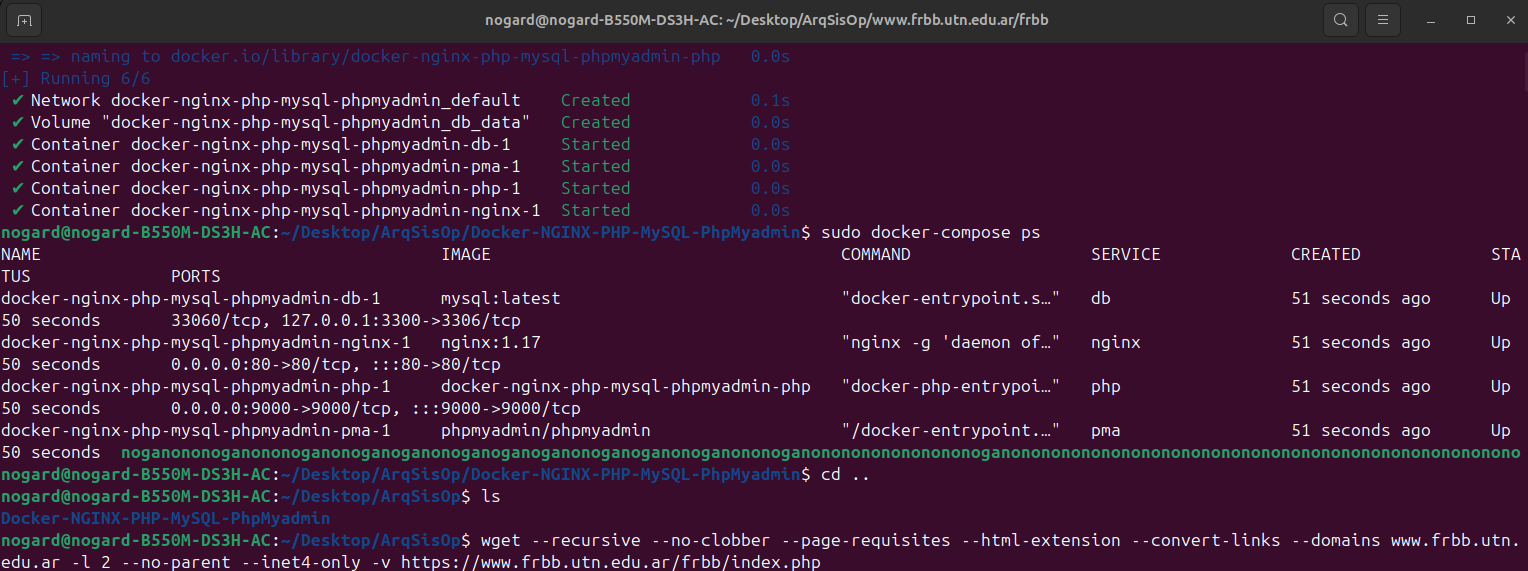 nogard@nogard-B550M-DS3H-AC: ~/Desktop/ArqSisOp/www.frbb.utn.edu.ar/frbb
=> => naming to docker.io/library/docker-nginx-php-mysql-phpmyadmin-php 0.0s
[+] Running 6/6
✔ Network docker-nginx-php-mysql-phpmyadmin_default Created 0.1s
✔ Volume "docker-nginx-php-mysql-phpmyadmin_db_data" Created 0.0s
✔ Container docker-nginx-php-mysql-phpmyadmin-db-1 Started 0.0s
✔ Container docker-nginx-php-mysql-phpmyadmin-pma-1 Started 0.0s
✔ Container docker-nginx-php-mysql-phpmyadmin-php-1 Started 0.0s
✔ Container docker-nginx-php-mysql-phpmyadmin-nginx-1 Started 0.0s
nogard@nogard-B550M-DS3H-AC:~/Desktop/ArqSisOp/Docker-NGINX-PHP-MySQL-PhpMyadmin$ sudo docker-compose ps
NAME IMAGE COMMAND SERVICE CREATED STA
TUS PORTS
docker-nginx-php-mysql-phpmyadmin-db-1 mysql:latest "docker-entrypoint.s…" db 51 seconds ago Up
50 seconds 33060/tcp, 127.0.0.1:3300->3306/tcp
docker-nginx-php-mysql-phpmyadmin-nginx-1 nginx:1.17 "nginx -g 'daemon of…" nginx 51 seconds ago Up
50 seconds 0.0.0.0:80->80/tcp, :::80->80/tcp
docker-nginx-php-mysql-phpmyadmin-php-1 docker-nginx-php-mysql-phpmyadmin-php "docker-php-entrypoi…" php 51 seconds ago Up
50 seconds 0.0.0.0:9000->9000/tcp, :::9000->9000/tcp
docker-nginx-php-mysql-phpmyadmin-pma-1 phpmyadmin/phpmyadmin "/docker-entrypoint.…" pma 51 seconds ago Up
50 seconds
nogard@nogard-B550M-DS3H-AC:~/Desktop/ArqSisOp/Docker-NGINX-PHP-MySQL-PhpMyadmin$ cd ..
nogard@nogard-B550M-DS3H-AC:~/Desktop/ArqSisOp$ ls
Docker-NGINX-PHP-MySQL-PhpMyadmin
nogard@nogard-B550M-DS3H-AC:~/Desktop/ArqSisOp$ wget --recursive --no-clobber --page-requisites --html-extension --convert-links --domains www.frbb.utn.
edu.ar -l 2 --no-parent --inet4-only -v https://www.frbb.utn.edu.ar/frbb/index.php